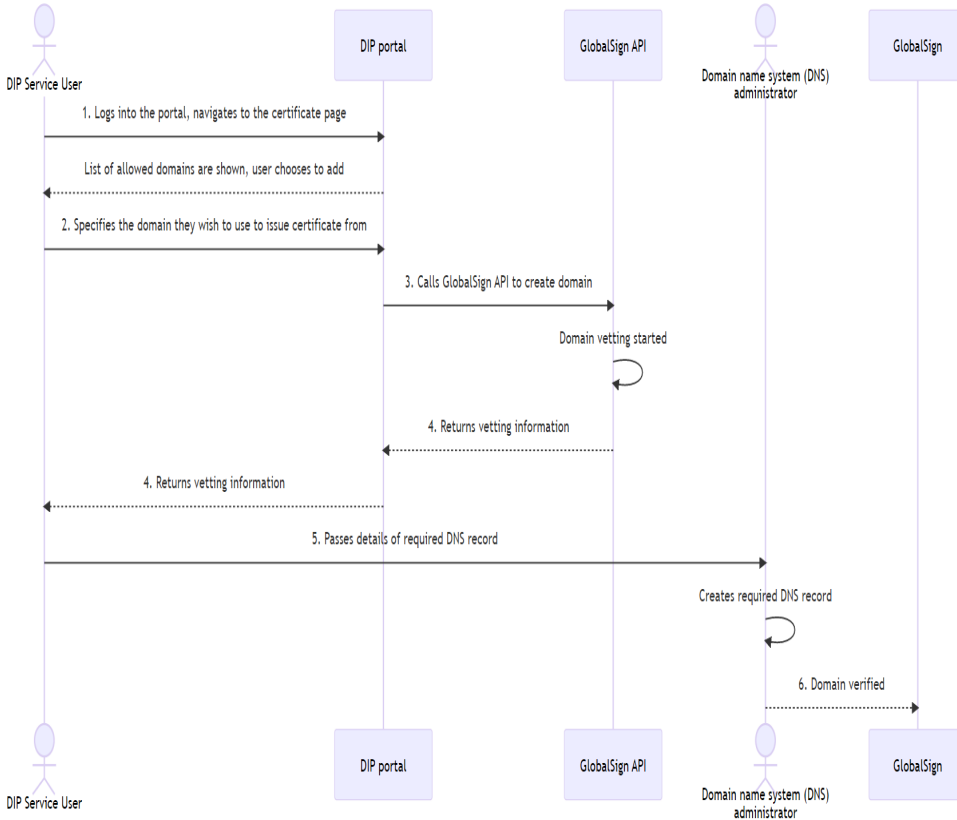 DIP Service User
DIP portal
GlobalSign API
Domain name system (DNS)
administrator
GlobalSign
1. Logs into the portal, navigates to the certificate page
List of allowed domains are shown, user chooses to add
2. Specifies the domain they wish to use to issue certificate from
3. Calls GlobalSign API to create domain
Domain vetting started
4. Returns vetting information
4. Returns vetting information
5. Passes details of required DNS record
Creates required DNS record
6. Domain verified
DIP Service User
DIP portal
GlobalSign API
Domain name system (DNS)
administrator
GlobalSign